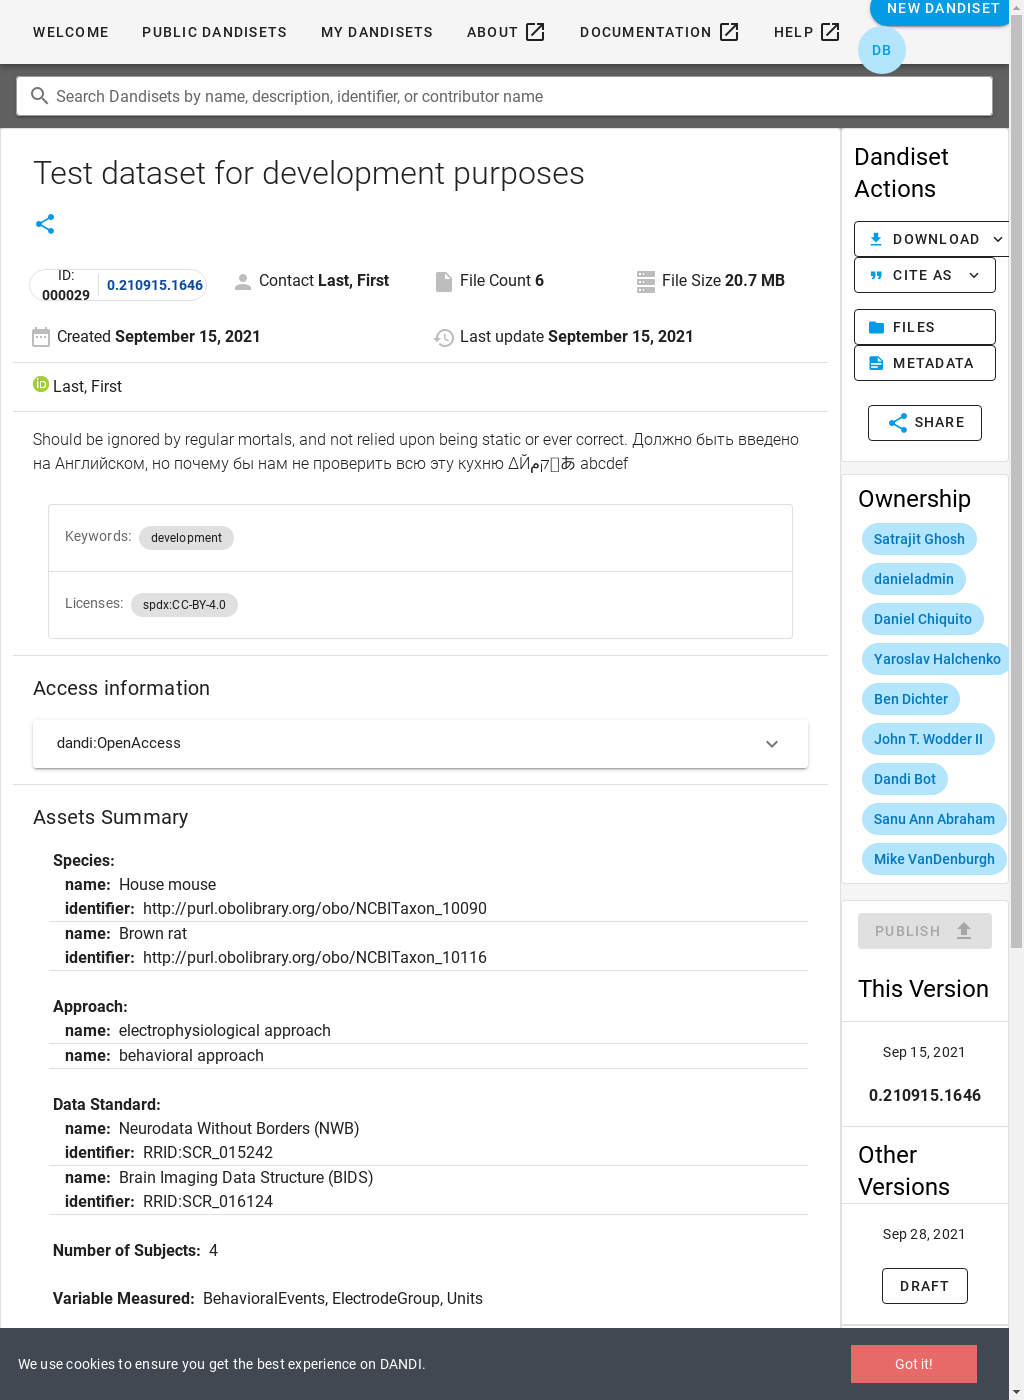 NEW DANDISET
WELCOME PUBLIC DANDISETS MY DANDISETS ABOUT DOCUMENTATION HELP
DB
Search Dandisets by name, description, identifier, or contributor name
Test dataset for development purposes
ID: 000029 0.210915.1646 Contact Last, First File Count 6 File Size 20.7 MB
Created September 15, 2021 Last update September 15, 2021
iD Last, First
Should be ignored by regular mortals, and not relied upon being static or ever correct. Должно быть введено
на Английском, но почему бы нам не проверить всю эту кухню ΔЙקم あ abcdef
Keywords: development
Licenses: spdx:CC-BY-4.0
Access information
dandi:OpenAccess
Assets Summary
Species:
name: House mouse
identifier: http://purl.obolibrary.org/obo/NCBITaxon_10090
name: Brown rat
identifier: http://purl.obolibrary.org/obo/NCBITaxon_10116
Approach:
name: electrophysiological approach
name: behavioral approach
Data Standard:
name: Neurodata Without Borders (NWB)
identifier: RRID:SCR_015242
name: Brain Imaging Data Structure (BIDS)
identifier: RRID:SCR_016124
Number of Subjects: 4
Variable Measured: BehavioralEvents, ElectrodeGroup, Units
Dandiset
Actions
DOWNLOAD
CITE AS
FILES
METADATA
SHARE
Ownership
Satrajit Ghosh
danieladmin
Daniel Chiquito
Yaroslav Halchenko
Ben Dichter
John T. Wodder II
Dandi Bot
Sanu Ann Abraham
Mike VanDenburgh
PUBLISH
This Version
Sep 15, 2021
0.210915.1646
Other
Versions
Sep 28, 2021
DRAFT
We use cookies to ensure you get the best experience on DANDI. Got it!